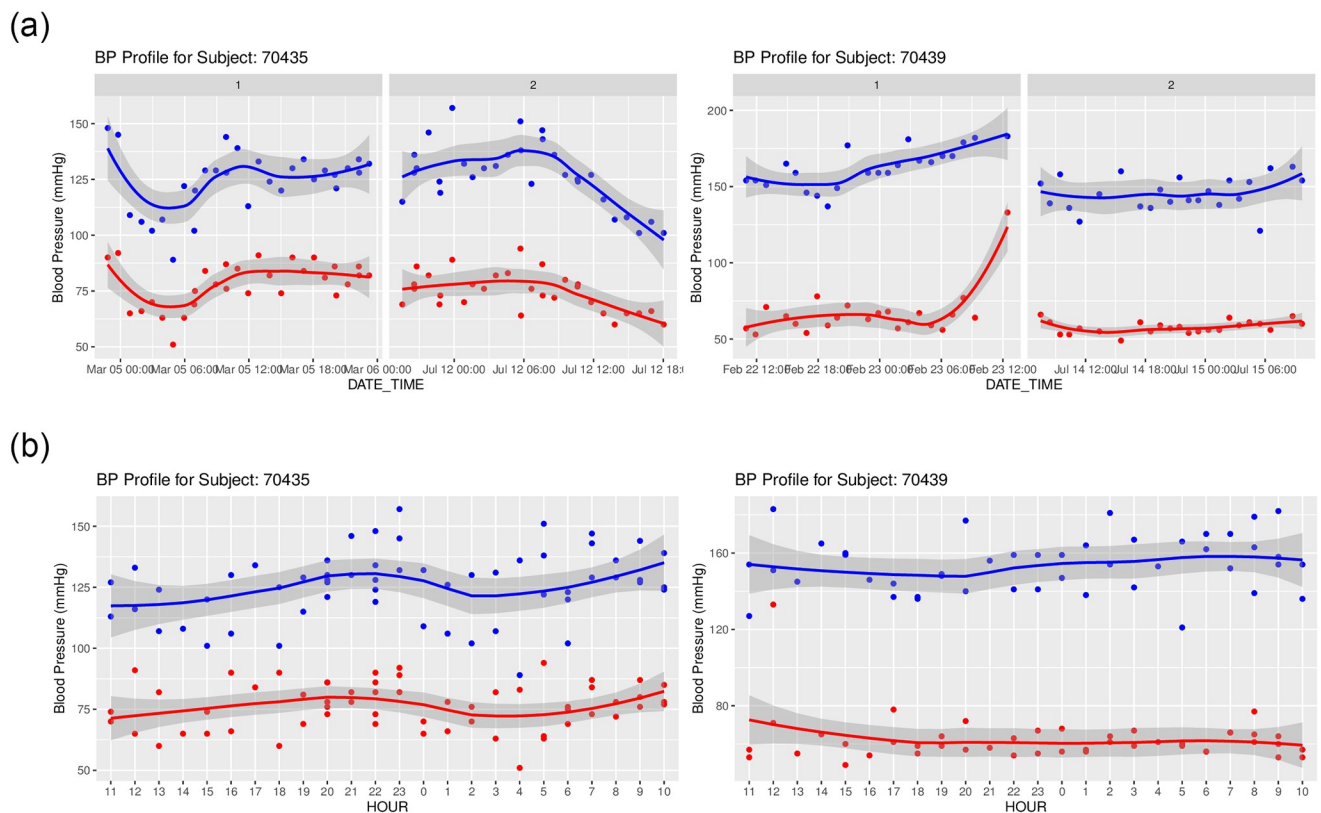 (a)
BP Profile for Subject: 70435
1
2
Blood Pressure (mmHg)
150
125
100
75
50
Mar 05 00:00
Mar 05 06:00
Mar 05 12:00
Mar 05 18:00
Mar 06 00:00
Jul 12 00:00
Jul 12 06:00
Jul 12 12:00
Jul 12 18:0
DATE_TIME
BP Profile for Subject: 70439
1
2
Blood Pressure (mmHg)
200
150
100
50
Feb 22 12:00
Feb 22 18:00
Feb 23 00:00
Feb 23 06:00
Feb 23 12:00
Jul 14 12:00
Jul 14 18:00
Jul 15 00:00
Jul 15 06:00
DATE_TIME
(b)
BP Profile for Subject: 70435
Blood Pressure (mmHg)
150
125
100
75
50
11 12 13 14 15 16 17 18 19 20 21 22 23 0 1 2 3 4 5 6 7 8 9 10
HOUR
BP Profile for Subject: 70439
Blood Pressure (mmHg)
160
120
80
11 12 13 14 15 16 17 18 19 20 21 22 23 0 1 2 3 4 5 6 7 8 9 10
HOUR